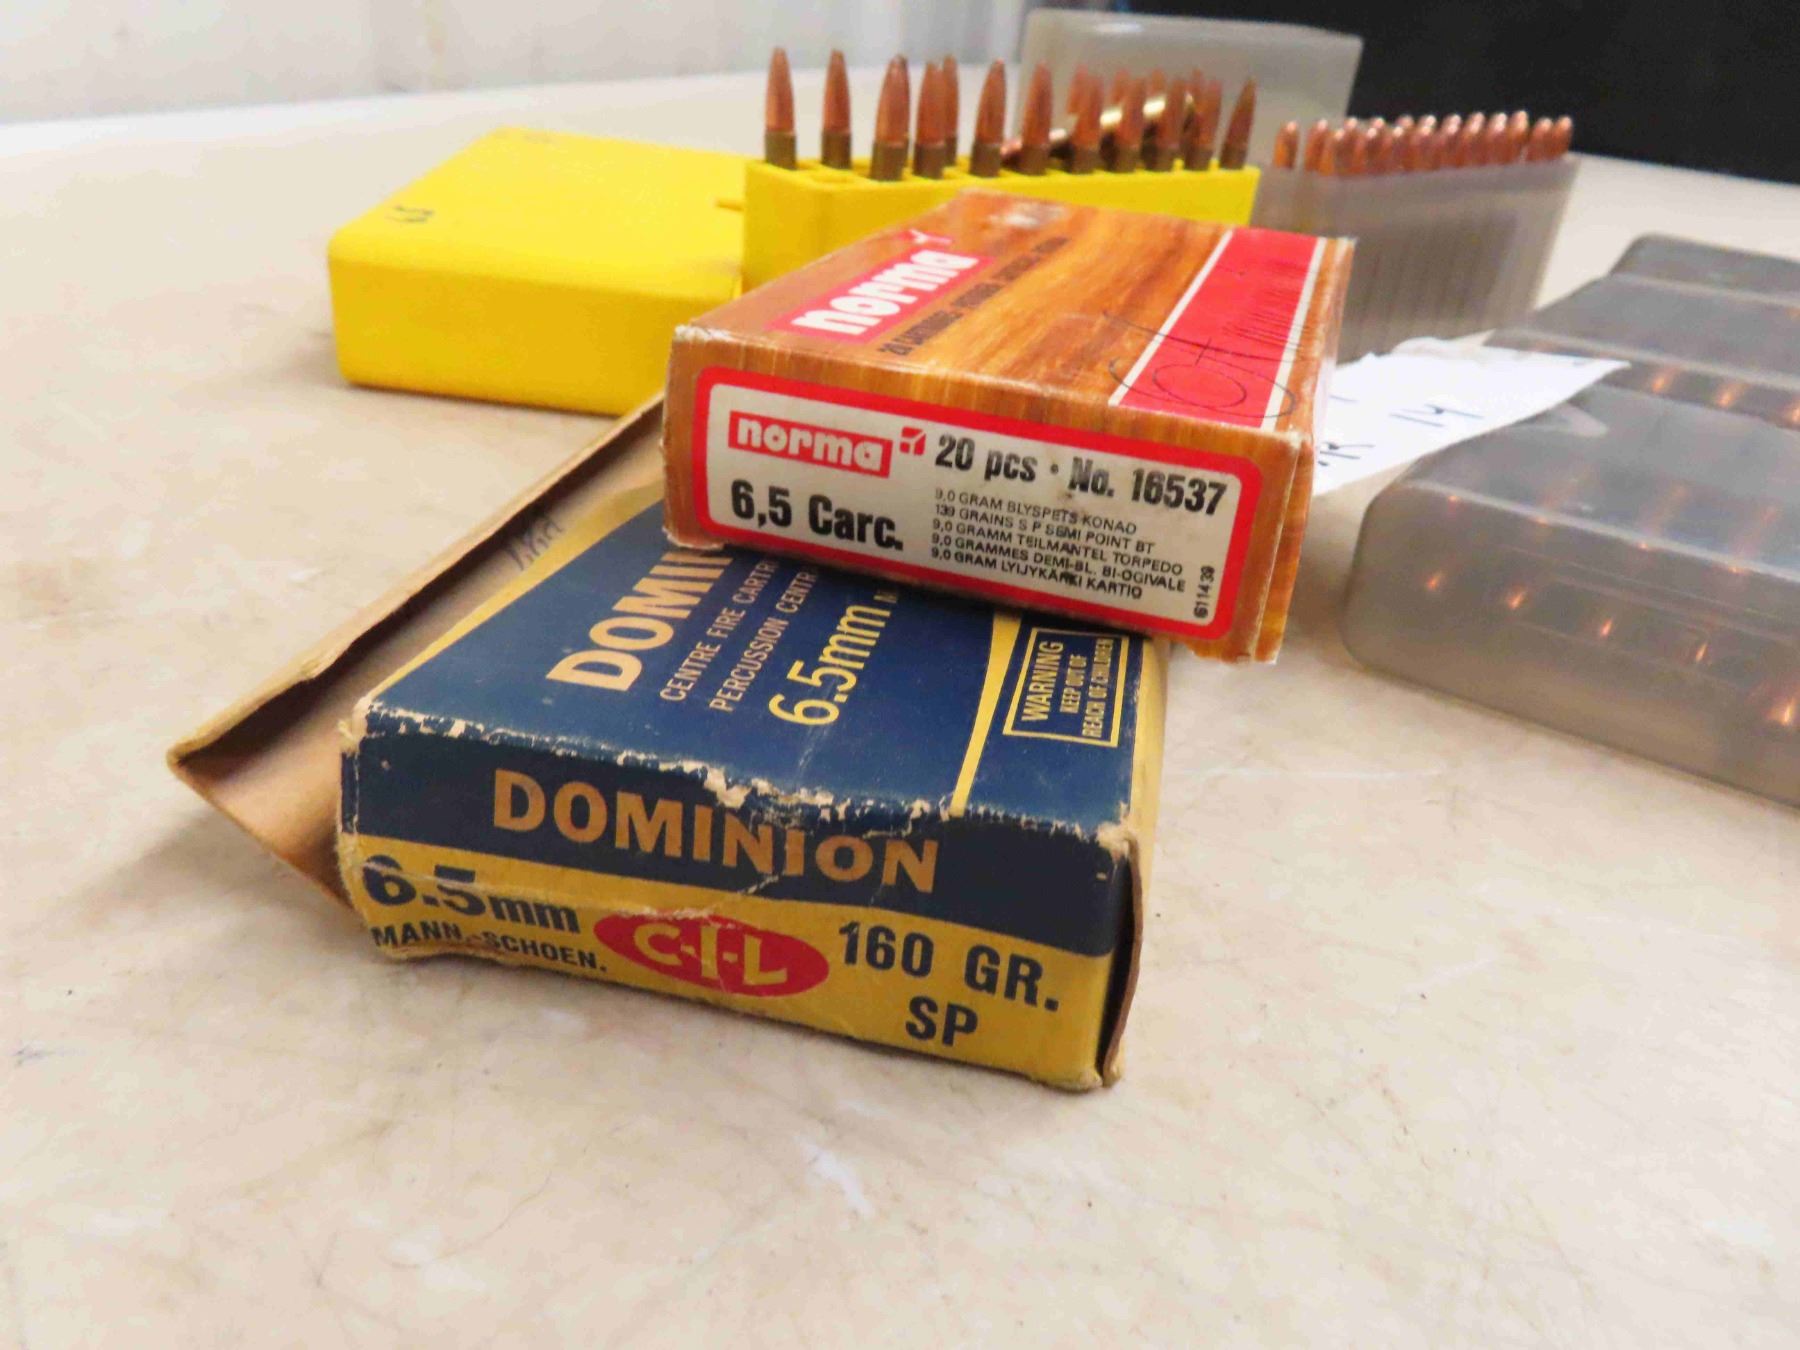 65
norma
20
norma
20 pcs • No. 16537
6,5 Carc.
9,0 GRAM BLYSPETS KONAD
139 GRAINS S P SEMI POINT BT
9,0 GRAMM TEILMANTEL TORPEDO
9,0 GRAMMES DEMI-BL. BI-OGIVALE
9,0 GRAM LYIJYKÄRKI KARTIO
611439
14
DOMIN
CENTRE FIRE CARTR
PERCUSSION CENTR
6.5mm
WARNING
KEEP OUT OF
REACH OF CHILDREN
DOMINION
6.5mm
MANN.-SCHOEN.
C-I-L
160 GR.
SP